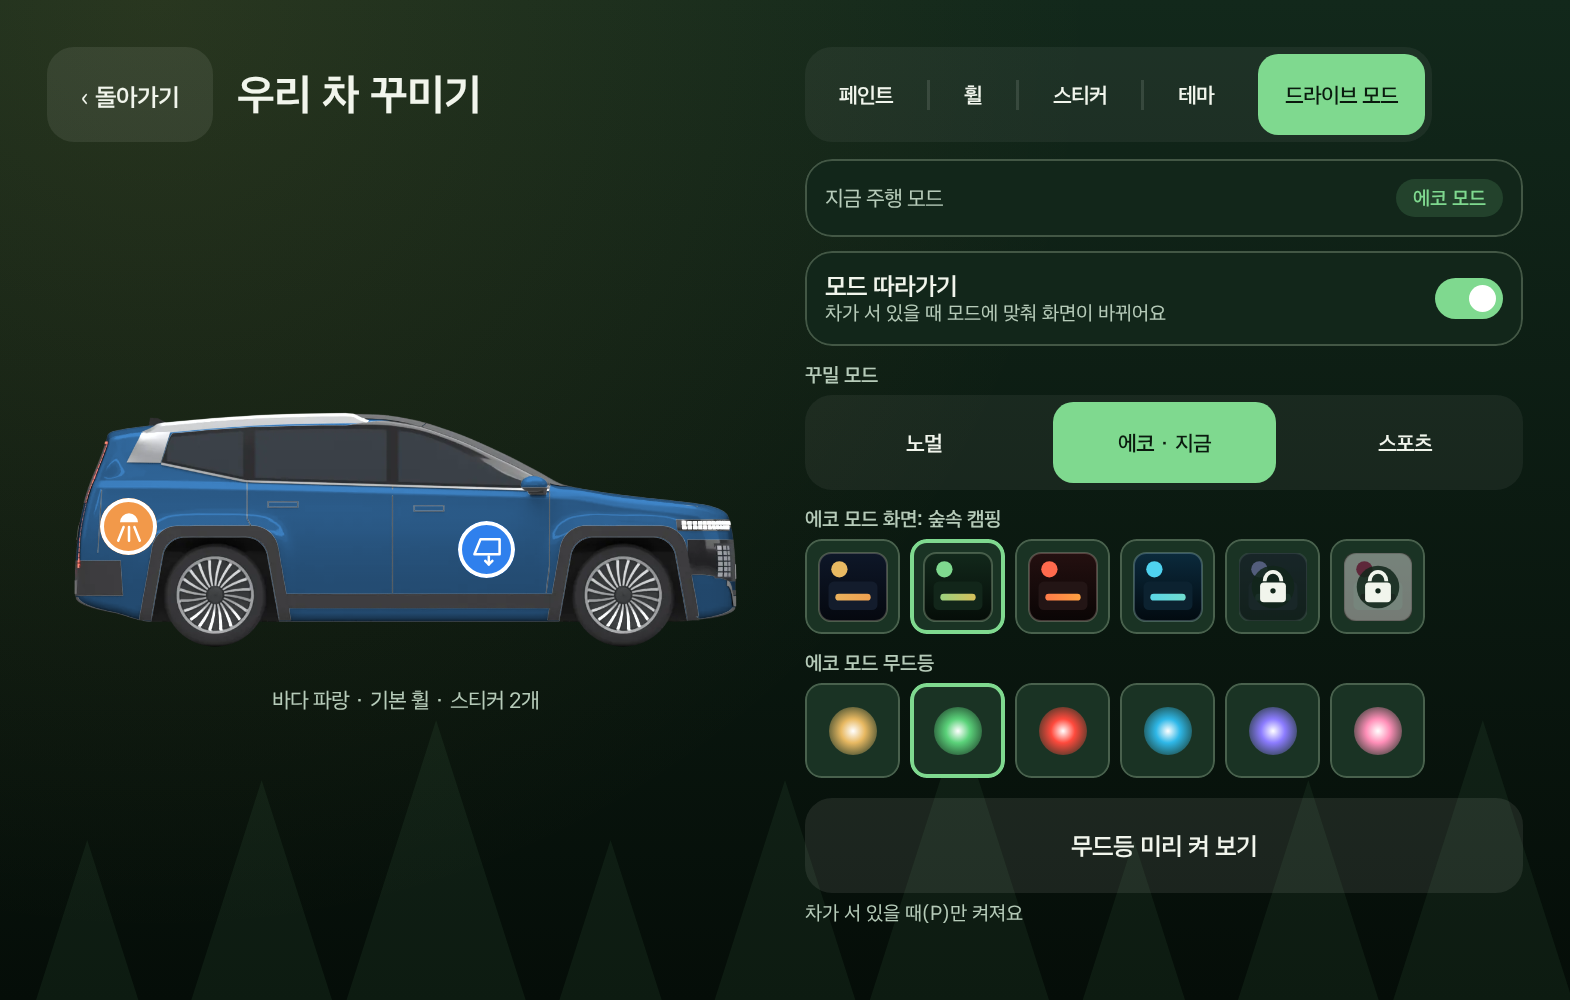 ‹ 돌아가기
우리 차 꾸미기
페인트
휠
스티커
테마
드라이브 모드
지금 주행 모드
에코 모드
모드 따라가기
차가 서 있을 때 모드에 맞춰 화면이 바뀌어요
꾸밀 모드
노멀
에코 · 지금
스포츠
에코 모드 화면: 숲속 캠핑
에코 모드 무드등
바다 파랑 · 기본 휠 · 스티커 2개
무드등 미리 켜 보기
차가 서 있을 때(P)만 켜져요